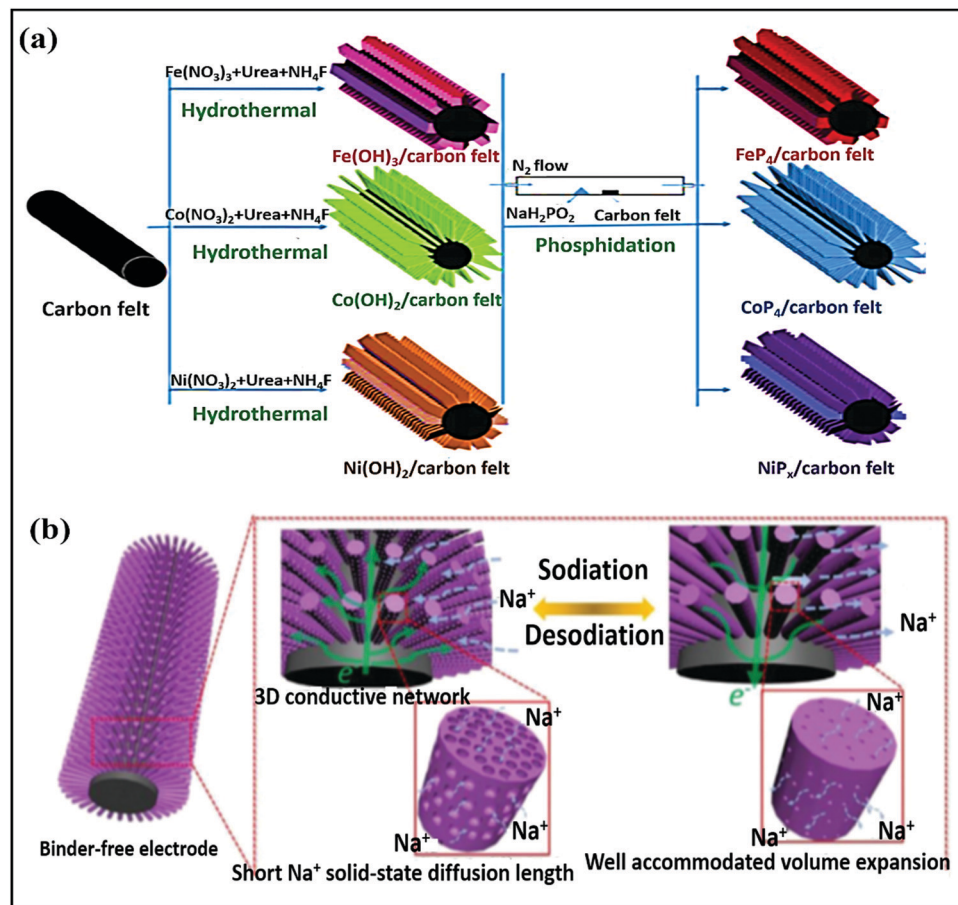 (a)
Fe(NO₃)₃+Urea+NH₄F
Hydrothermal
Fe(OH)₃/carbon felt
FeP₄/carbon felt
N₂ flow
NaH₂PO₂
Carbon felt
Co(NO₃)₂+Urea+NH₄F
Hydrothermal
Phosphidation
Carbon felt
Co(OH)₂/carbon felt
CoP₄/carbon felt
Ni(NO₃)₂+Urea+NH₄F
Hydrothermal
Ni(OH)₂/carbon felt
NiPₓ/carbon felt
(b)
Sodiation
Na⁺
Desodiation
Na⁺
e⁻
e⁻
3D conductive network
Na⁺
Na⁺
Na⁺
Na⁺
Na⁺
Na⁺
Binder-free electrode
Short Na⁺ solid-state diffusion length
Well accommodated volume expansion